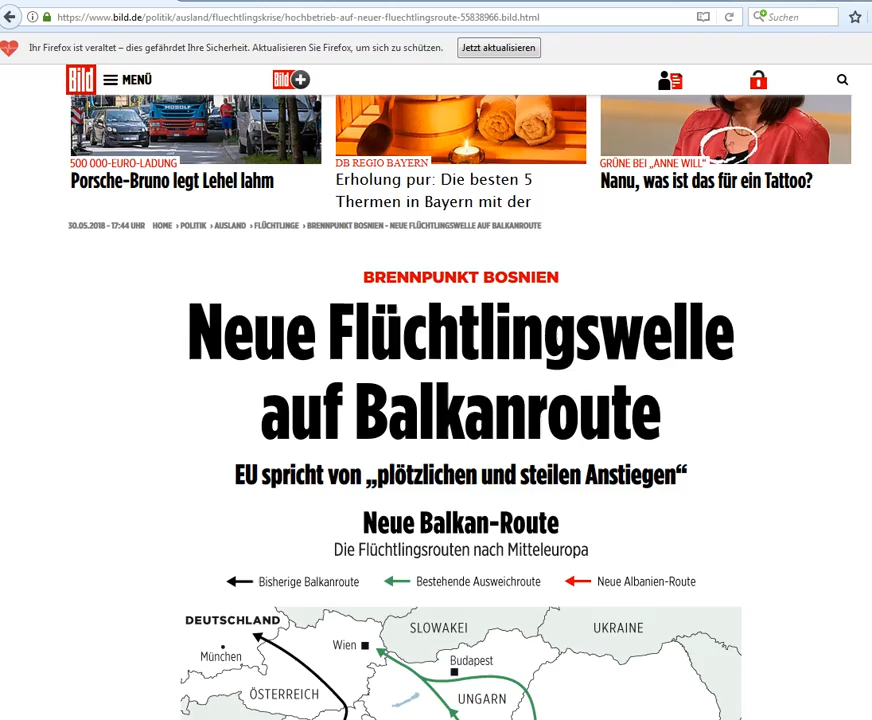 https://www.bild.de/politik/ausland/fluechtlingskrise/hochbetrieb-auf-neuer-fluechtlingsroute-55838966.bild.html
Suchen
Ihr Firefox ist veraltet – dies gefährdet Ihre Sicherheit. Aktualisieren Sie Firefox, um sich zu schützen.
Jetzt aktualisieren
Bild
MENÜ
Bild +
500 000-EURO-LADUNG
Porsche-Bruno legt Lehel lahm
DB REGIO BAYERN
Erholung pur: Die besten 5
Thermen in Bayern mit der
GRÜNE BEI „ANNE WILL“
Nanu, was ist das für ein Tattoo?
30.05.2018 - 17:44 UHR HOME › POLITIK › AUSLAND › FLÜCHTLINGE › BRENNPUNKT BOSNIEN - NEUE FLÜCHTLINGSWELLE AUF BALKANROUTE
BRENNPUNKT BOSNIEN
Neue Flüchtlingswelle
auf Balkanroute
EU spricht von „plötzlichen und steilen Anstiegen“
Neue Balkan-Route
Die Flüchtlingsrouten nach Mitteleuropa
Bisherige Balkanroute
Bestehende Ausweichroute
Neue Albanien-Route
DEUTSCHLAND
SLOWAKEI
UKRAINE
Wien
München
Budapest
ÖSTERREICH
UNGARN